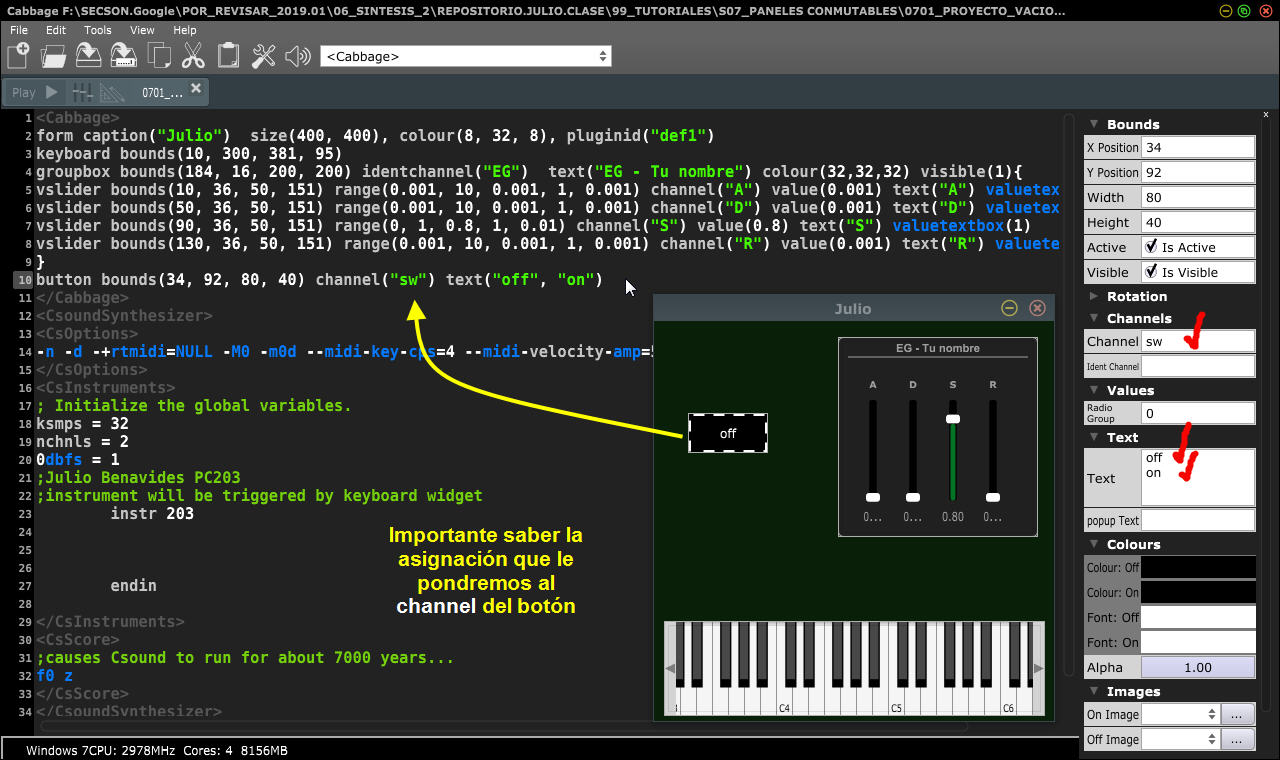 Cabbage F:\SECSON.Google\POR_REVISAR_2019.01\06_SINTESIS_2\REPOSITORIO.JULIO.CLASE\99_TUTORIALES\S07_PANELES CONMUTABLES\0701_PROYECTO_VACIO...
File Edit Tools View Help
<Cabbage>
Play 0701_...
1 <Cabbage>
2 form caption("Julio")  size(400, 400), colour(8, 32, 8), pluginid("def1")
3 keyboard bounds(10, 300, 381, 95)
4 groupbox bounds(184, 16, 200, 200) identchannel("EG")  text("EG - Tu nombre") colour(32,32,32) visible(1){
5 vslider bounds(10, 36, 50, 151) range(0.001, 10, 0.001, 1, 0.001) channel("A") value(0.001) text("A") valuetex
6 vslider bounds(50, 36, 50, 151) range(0.001, 10, 0.001, 1, 0.001) channel("D") value(0.001) text("D") valuetex
7 vslider bounds(90, 36, 50, 151) range(0, 1, 0.8, 1, 0.01) channel("S") value(0.8) text("S") valuetextbox(1)
8 vslider bounds(130, 36, 50, 151) range(0.001, 10, 0.001, 1, 0.001) channel("R") value(0.001) text("R") valuete
9 }
10 button bounds(34, 92, 80, 40) channel("sw") text("off", "on")
11 </Cabbage>
12 <CsoundSynthesizer>
13 <CsOptions>
14 -n -d -+rtmidi=NULL -M0 -m0d --midi-key-cps=4 --midi-velocity-amp=5
15 </CsOptions>
16 <CsInstruments>
17 ; Initialize the global variables.
18 ksmps = 32
19 nchnls = 2
20 0dbfs = 1
21 ;Julio Benavides PC203
22 ;instrument will be triggered by keyboard widget
23 instr 203
24
25
26
27 endin
28
29 </CsInstruments>
30 <CsScore>
31 ;causes Csound to run for about 7000 years...
32 f0 z
33 </CsScore>
34 </CsoundSynthesizer>
Importante saber la
asignación que le
pondremos al
channel del botón
Julio
EG - Tu nombre
A D S R
0... 0... 0.80 0...
off
C4 C5 C6
x
Bounds
X Position 34
Y Position 92
Width 80
Height 40
Active Is Active
Visible Is Visible
Rotation
Channels
Channel sw
Ident Channel
Values
Radio
Group 0
Text
off
Text on
popup Text
Colours
Colour: Off
Colour: On
Font: Off
Font: On
Alpha 1.00
Images
On Image ...
Off Image ...
Windows 7CPU: 2978MHz  Cores: 4  8156MB